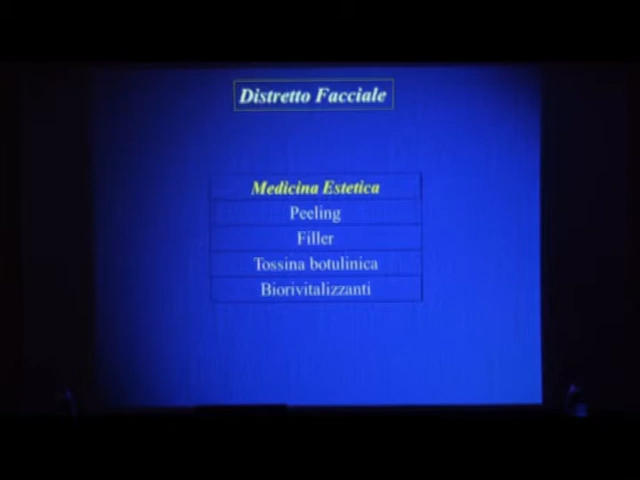 Distretto Facciale
Medicina Estetica
Peeling
Filler
Tossina botulinica
Biorivitalizzanti